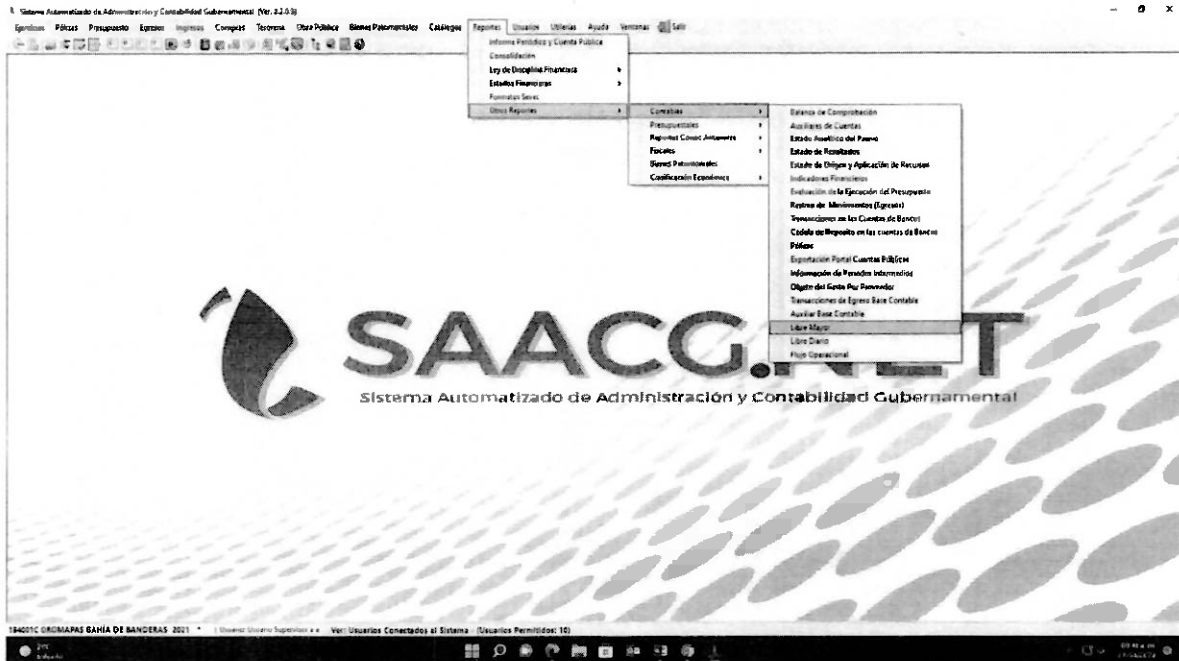 Sistema Automatizado de Administración y Contabilidad Gubernamental (Ver. 2.2.0.3)
Pólizas Presupuesto Egresos Ingresos Compras Tesorería Obra Pública Bienes Patrimoniales Catálogos Reportes Usuarios Utilerías Ayuda Ventanas Salir
Informe Periódico y Cuenta Pública
Consolidación
Ley de Disciplina Financiera
Estados Financieros
Formatos Sevac
Otros Reportes
Contables
Presupuestales
Reportes Conac Anteriores
Fiscales
Bienes Patrimoniales
Clasificación Económica
Balanza de Comprobación
Auxiliares de Cuentas
Estado Analítico del Pasivo
Estado de Resultados
Estado de Origen y Aplicación de Recursos
Indicadores Financieros
Evaluación de la Ejecución del Presupuesto
Rastreo de Movimientos (Egresos)
Transacciones en las Cuentas de Bancos
Cédula de Deposito en las cuentas de Bancos
Pólizas
Exportación Portal Cuentas Públicas
Información de Periodos Intermedios
Objeto del Gasto Por Proveedor
Transacciones de Egreso Base Contable
Auxiliar Base Contable
Libro Mayor
Libro Diario
Flujo Operacional
SAACG.NET
Sistema Automatizado de Administración y Contabilidad Gubernamental
OROMAPAS BAHÍA DE BANDERAS 2021 Ver: Usuarios Conectados al Sistema (Usuarios Permitidos: 10)